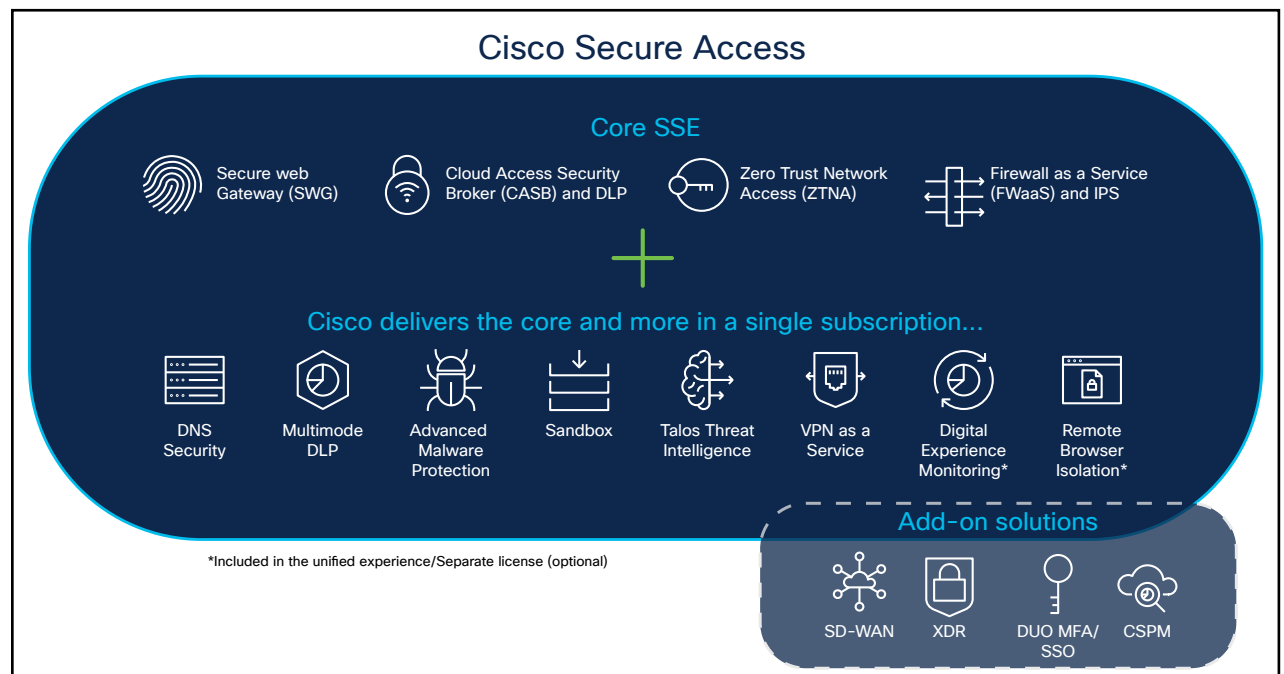 Cisco Secure Access
Core SSE
Secure web
Gateway (SWG)
Cloud Access Security
Broker (CASB) and DLP
Zero Trust Network
Access (ZTNA)
Firewall as a Service
(FWaaS) and IPS
Cisco delivers the core and more in a single subscription...
DNS
Security
Multimode
DLP
Advanced
Malware
Protection
Sandbox
Talos Threat
Intelligence
VPN as a
Service
Digital
Experience
Monitoring*
Remote
Browser
Isolation*
Add-on solutions
*Included in the unified experience/Separate license (optional)
SD-WAN
XDR
DUO MFA/
SSO
CSPM